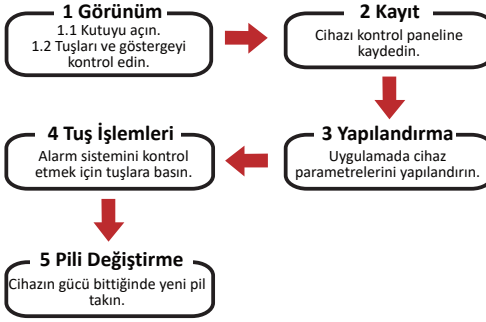 1 Görünüm
1.1 Kutuyu açın.
1.2 Tuşları ve göstergeyi
kontrol edin.
2 Kayıt
Cihazı kontrol paneline
kaydedin.
3 Yapılandırma
Uygulamada cihaz
parametrelerini yapılandırın.
4 Tuş İşlemleri
Alarm sistemini kontrol
etmek için tuşlara basın.
5 Pili Değiştirme
Cihazın gücü bittiğinde yeni pil
takın.